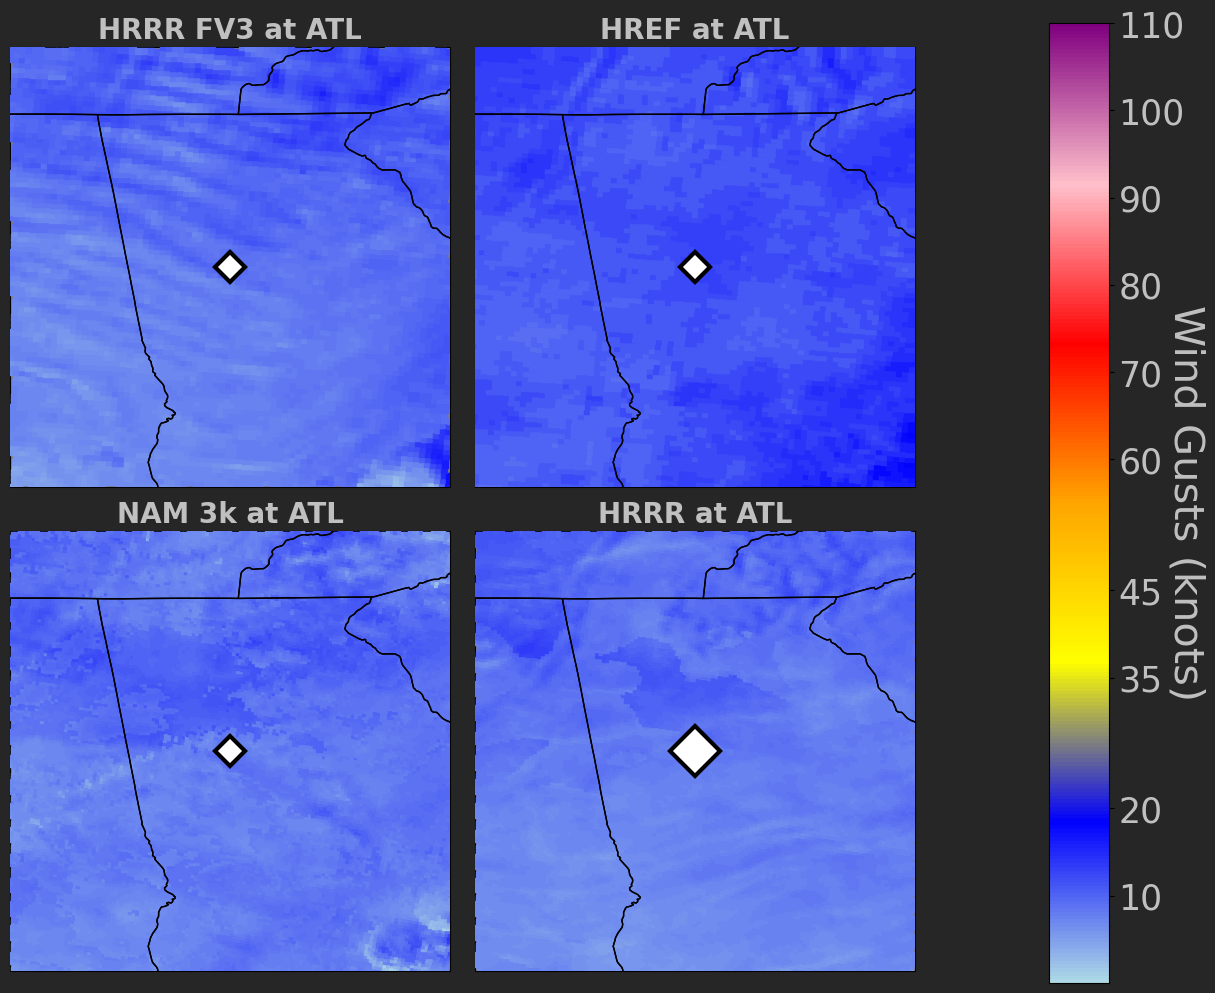 HRRR FV3 at ATL
HREF at ATL
NAM 3k at ATL
HRRR at ATL
110
100
90
80
70
60
45
35
20
10
Wind Gusts (knots)